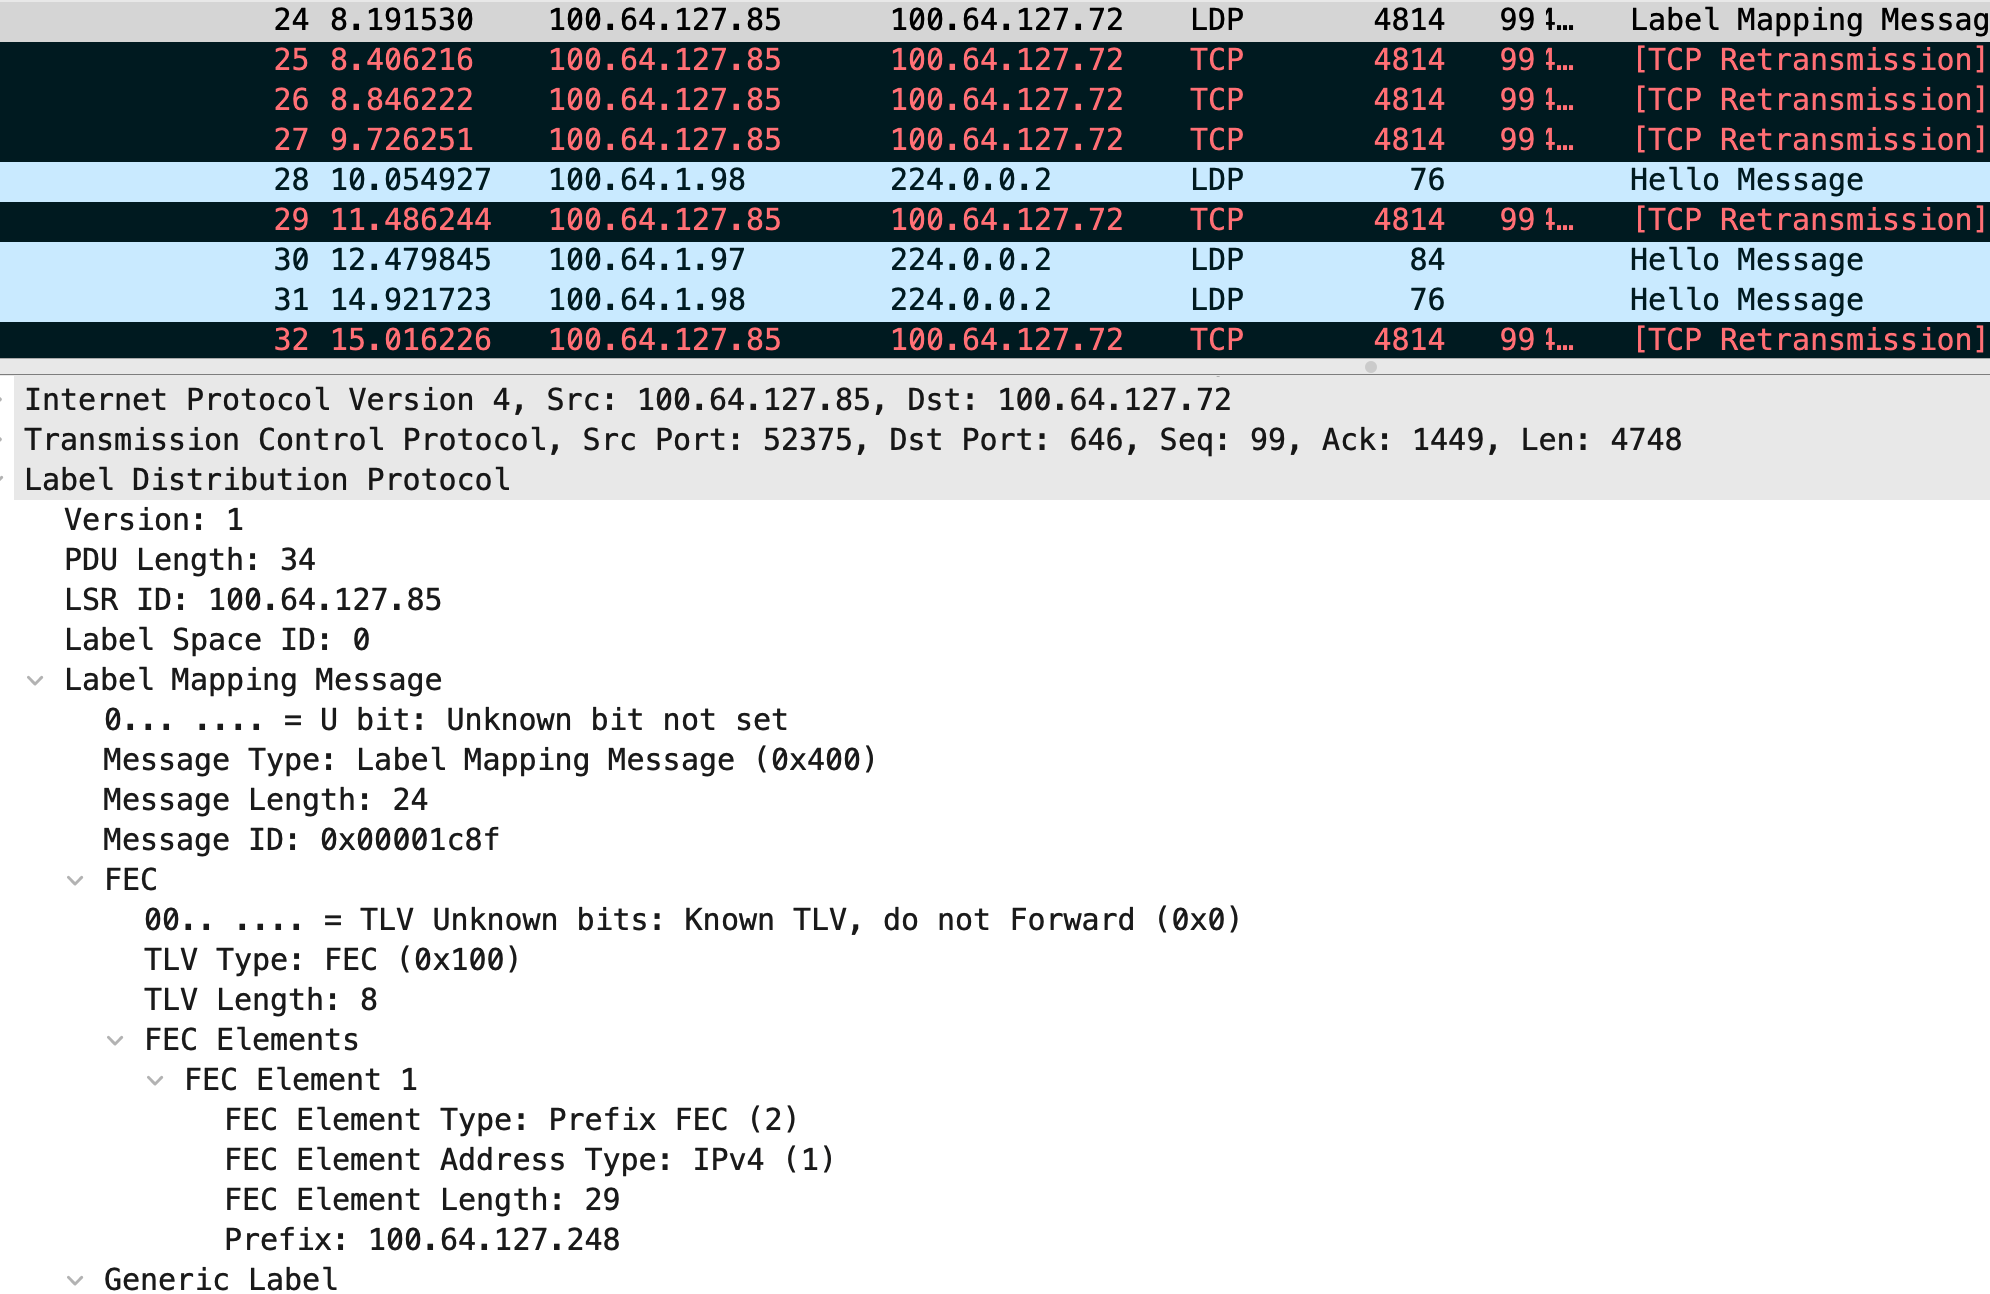 24 8.191530 100.64.127.85 100.64.127.72 LDP 4814 99 … Label Mapping Messag
25 8.406216 100.64.127.85 100.64.127.72 TCP 4814 99 … [TCP Retransmission]
26 8.846222 100.64.127.85 100.64.127.72 TCP 4814 99 … [TCP Retransmission]
27 9.726251 100.64.127.85 100.64.127.72 TCP 4814 99 … [TCP Retransmission]
28 10.054927 100.64.1.98 224.0.0.2 LDP 76 Hello Message
29 11.486244 100.64.127.85 100.64.127.72 TCP 4814 99 … [TCP Retransmission]
30 12.479845 100.64.1.97 224.0.0.2 LDP 84 Hello Message
31 14.921723 100.64.1.98 224.0.0.2 LDP 76 Hello Message
32 15.016226 100.64.127.85 100.64.127.72 TCP 4814 99 … [TCP Retransmission]
Internet Protocol Version 4, Src: 100.64.127.85, Dst: 100.64.127.72
Transmission Control Protocol, Src Port: 52375, Dst Port: 646, Seq: 99, Ack: 1449, Len: 4748
Label Distribution Protocol
Version: 1
PDU Length: 34
LSR ID: 100.64.127.85
Label Space ID: 0
Label Mapping Message
0... .... = U bit: Unknown bit not set
Message Type: Label Mapping Message (0x400)
Message Length: 24
Message ID: 0x00001c8f
FEC
00.. .... = TLV Unknown bits: Known TLV, do not Forward (0x0)
TLV Type: FEC (0x100)
TLV Length: 8
FEC Elements
FEC Element 1
FEC Element Type: Prefix FEC (2)
FEC Element Address Type: IPv4 (1)
FEC Element Length: 29
Prefix: 100.64.127.248
Generic Label